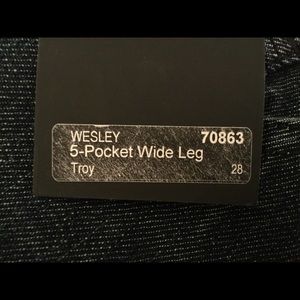 WESLEY 70863
5-Pocket Wide Leg
Troy 28